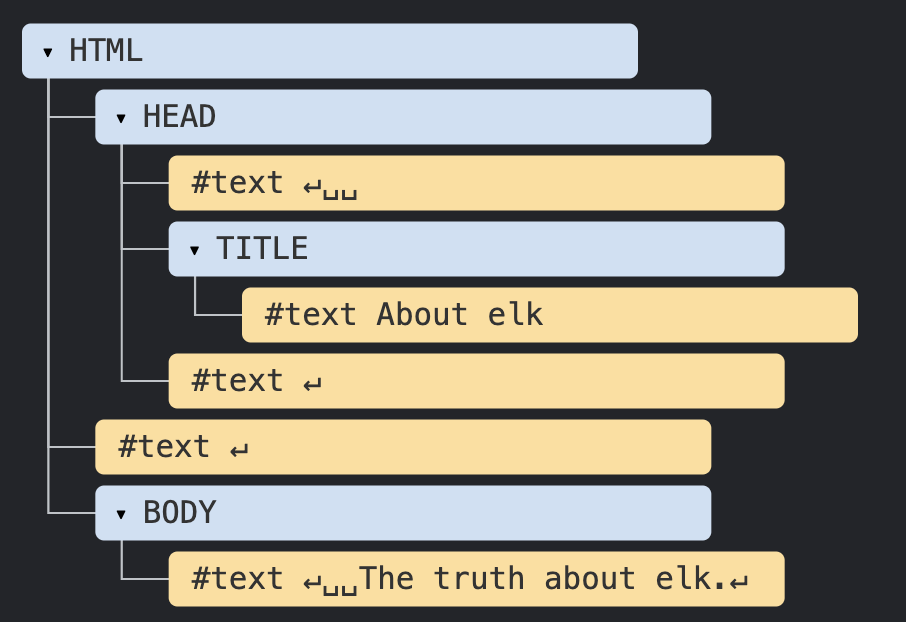 ▾ HTML
▾ HEAD
#text ↵␣␣
▾ TITLE
#text About elk
#text ↵
#text ↵
▾ BODY
#text ↵␣␣The truth about elk.↵